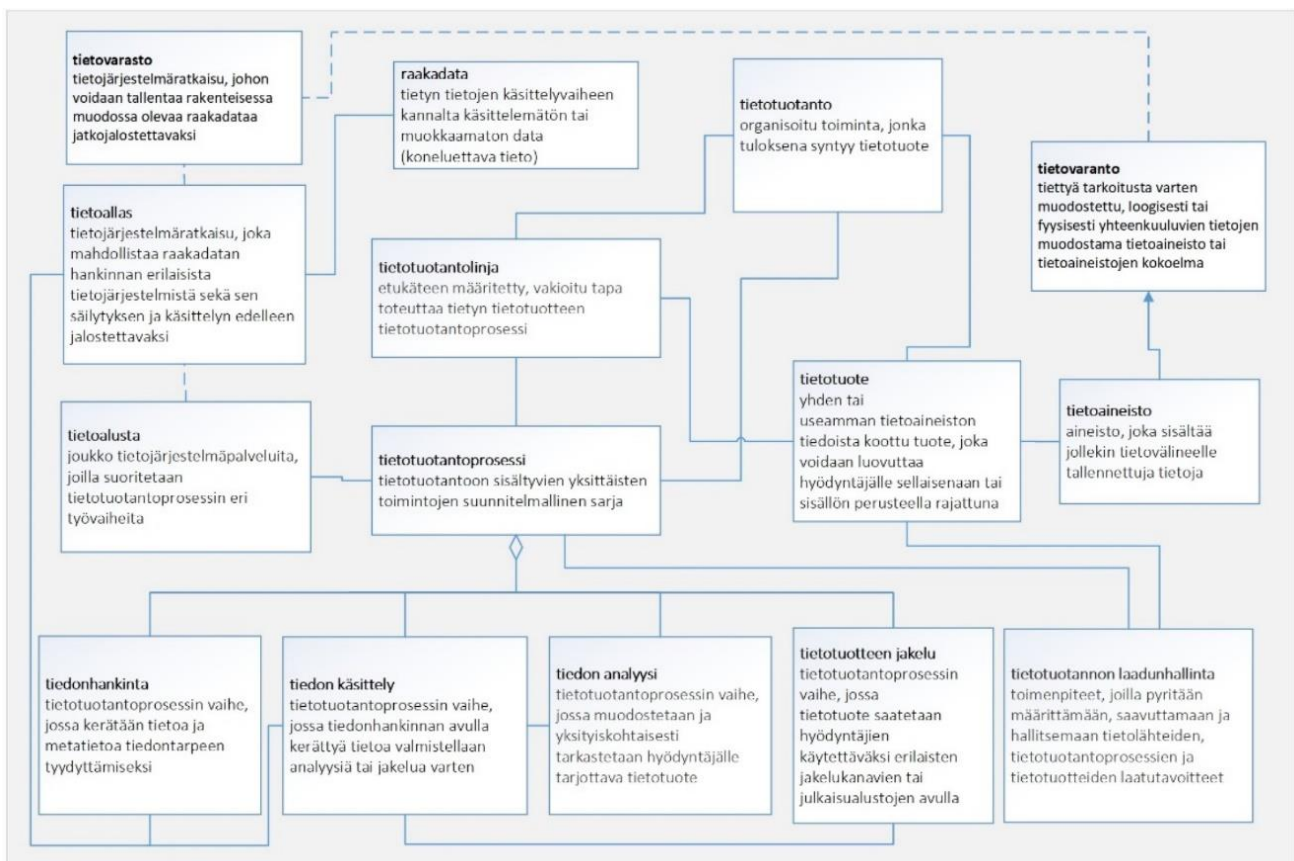 tietovarasto
tietojärjestelmäratkaisu, johon
voidaan tallentaa rakenteisessa
muodossa olevaa raakadataa
jatkojalostettavaksi
raakadata
tietyn tietojen käsittelyvaiheen
kannalta käsittelemätön tai
muokkaamaton data
(koneluettava tieto)
tietotuotanto
organisoitu toiminta, jonka
tuloksena syntyy tietotuote
tietovaranto
tiettyä tarkoitusta varten
muodostettu, loogisesti tai
fyysisesti yhteenkuuluvien tietojen
muodostama tietoaineisto tai
tietoaineistojen kokoelma
tietoallas
tietojärjestelmäratkaisu, joka
mahdollistaa raakadatan
hankinnan erilaisista
tietojärjestelmistä sekä sen
säilytyksen ja käsittelyn edelleen
jalostettavaksi
tietotuotantolinja
etukäteen määritetty, vakioitu tapa
toteuttaa tietyn tietotuotteen
tietotuotantoprosessi
tietotuote
yhden tai
useamman tietoaineiston
tiedoista koottu tuote, joka
voidaan luovuttaa
hyödyntäjälle sellaisenaan tai
sisällön perusteella rajattuna
tietoaineisto
aineisto, joka sisältää
jollekin tietovälineelle
tallennettuja tietoja
tietoalusta
joukko tietojärjestelmäpalveluita,
joilla suoritetaan
tietotuotantoprosessin eri
työvaiheita
tietotuotantoprosessi
tietotuotantoon sisältyvien yksittäisten
toimintojen suunnitelmallinen sarja
tiedonhankinta
tietotuotantoprosessin vaihe,
jossa kerätään tietoa ja
metatietoa tiedontarpeen
tyydyttämiseksi
tiedon käsittely
tietotuotantoprosessin vaihe,
jossa tiedonhankinnan avulla
kerättyä tietoa valmistellaan
analyysiä tai jakelua varten
tiedon analyysi
tietotuotantoprosessin vaihe,
jossa muodostetaan ja
yksityiskohtaisesti
tarkastetaan hyödyntäjälle
tarjottava tietotuote
tietotuotteen jakelu
tietotuotantoprosessin
vaihe, jossa
tietotuote saatetaan
hyödyntäjien
käytettäväksi erilaisten
jakelukanavien tai
julkaisualustojen avulla
tietotuotannon laadunhallinta
toimenpiteet, joilla pyritään
määrittämään, saavuttamaan ja
hallitsemaan tietolähteiden,
tietotuotantoprosessien ja
tietotuotteiden laatutavoitteet